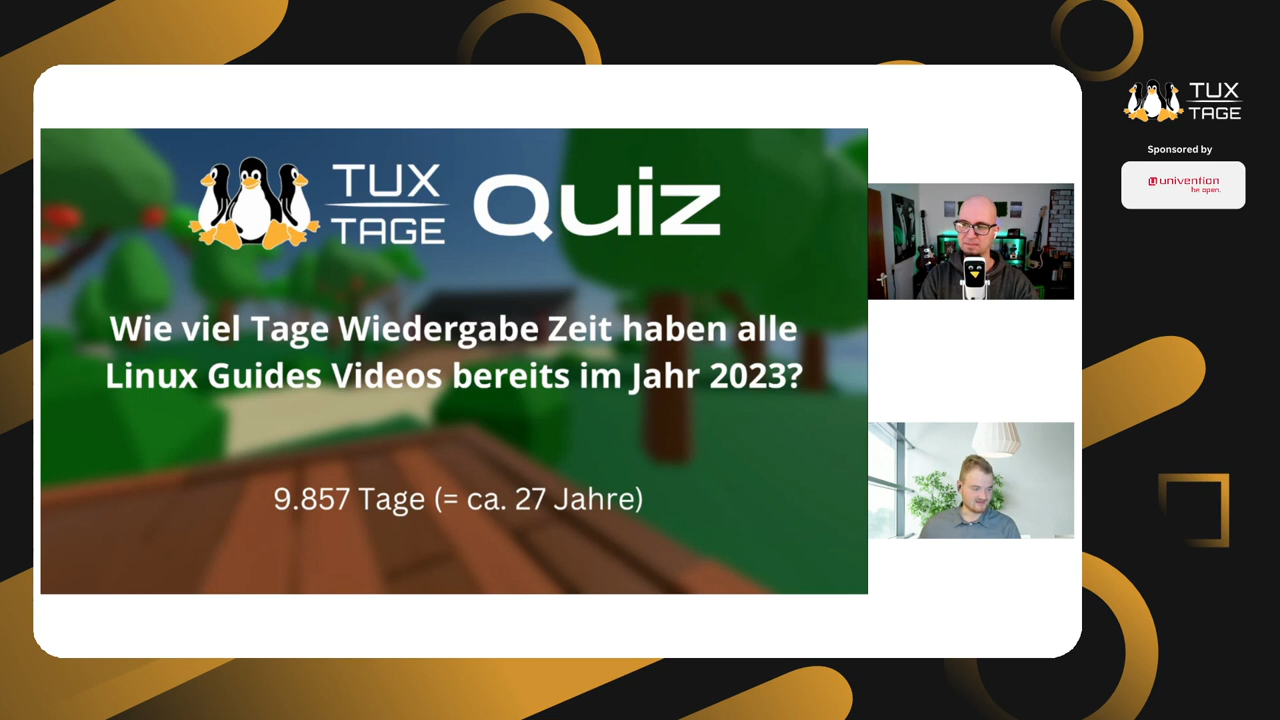 TUX
TAGE
Quiz
Wie viel Tage Wiedergabe Zeit haben alle
Linux Guides Videos bereits im Jahr 2023?
9.857 Tage (= ca. 27 Jahre)
TUX
TAGE
Sponsored by
univention
be open.